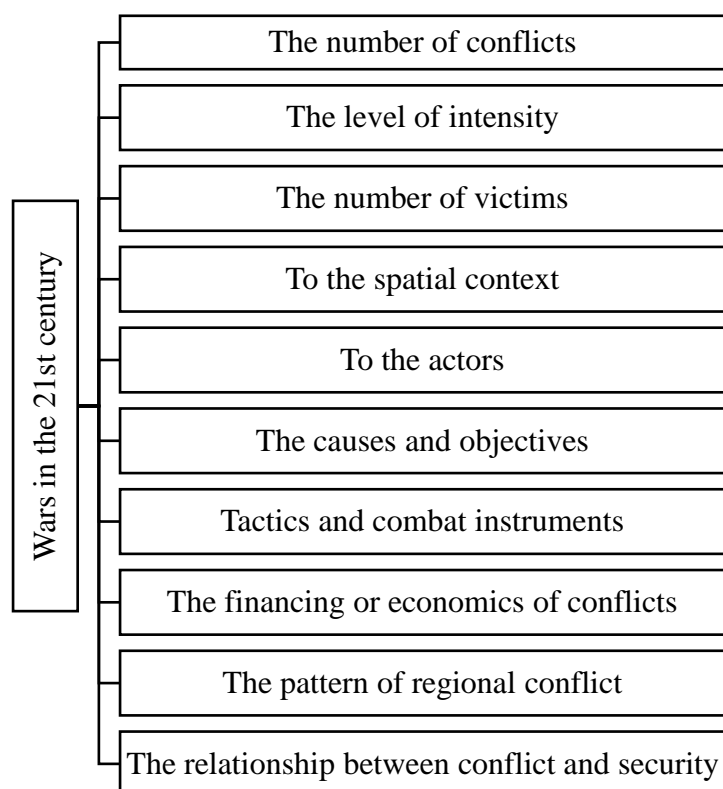 Wars in the 21st century
The number of conflicts
The level of intensity
The number of victims
To the spatial context
To the actors
The causes and objectives
Tactics and combat instruments
The financing or economics of conflicts
The pattern of regional conflict
The relationship between conflict and security